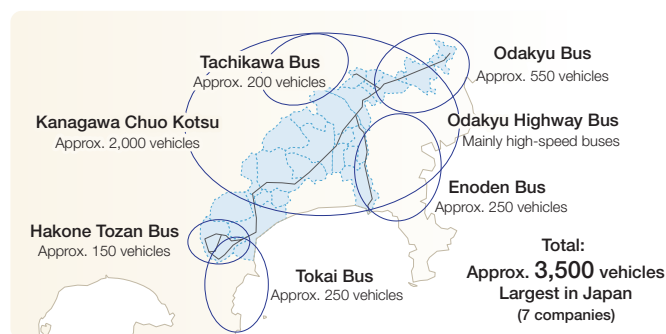 Tachikawa Bus
Approx. 200 vehicles
Odakyu Bus
Approx. 550 vehicles
Kanagawa Chuo Kotsu
Approx. 2,000 vehicles
Odakyu Highway Bus
Mainly high-speed buses
Enoden Bus
Approx. 250 vehicles
Hakone Tozan Bus
Approx. 150 vehicles
Tokai Bus
Approx. 250 vehicles
Total:
Approx. 3,500 vehicles
Largest in Japan
(7 companies)